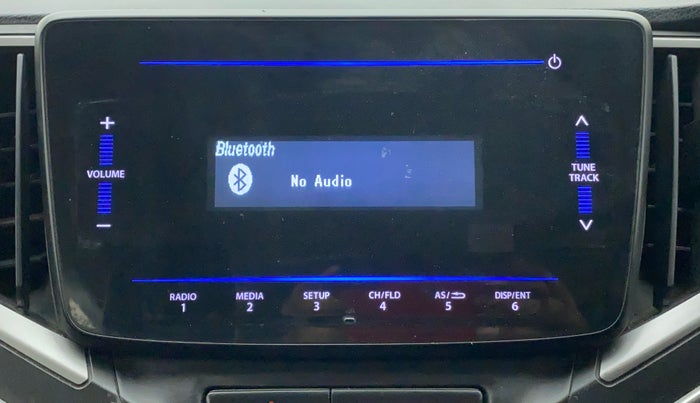 Bluetooth
No Audio
+
VOLUME
−
TUNE
TRACK
RADIO
1
MEDIA
2
SETUP
3
CH/FLD
4
AS/
5
DISP/ENT
6